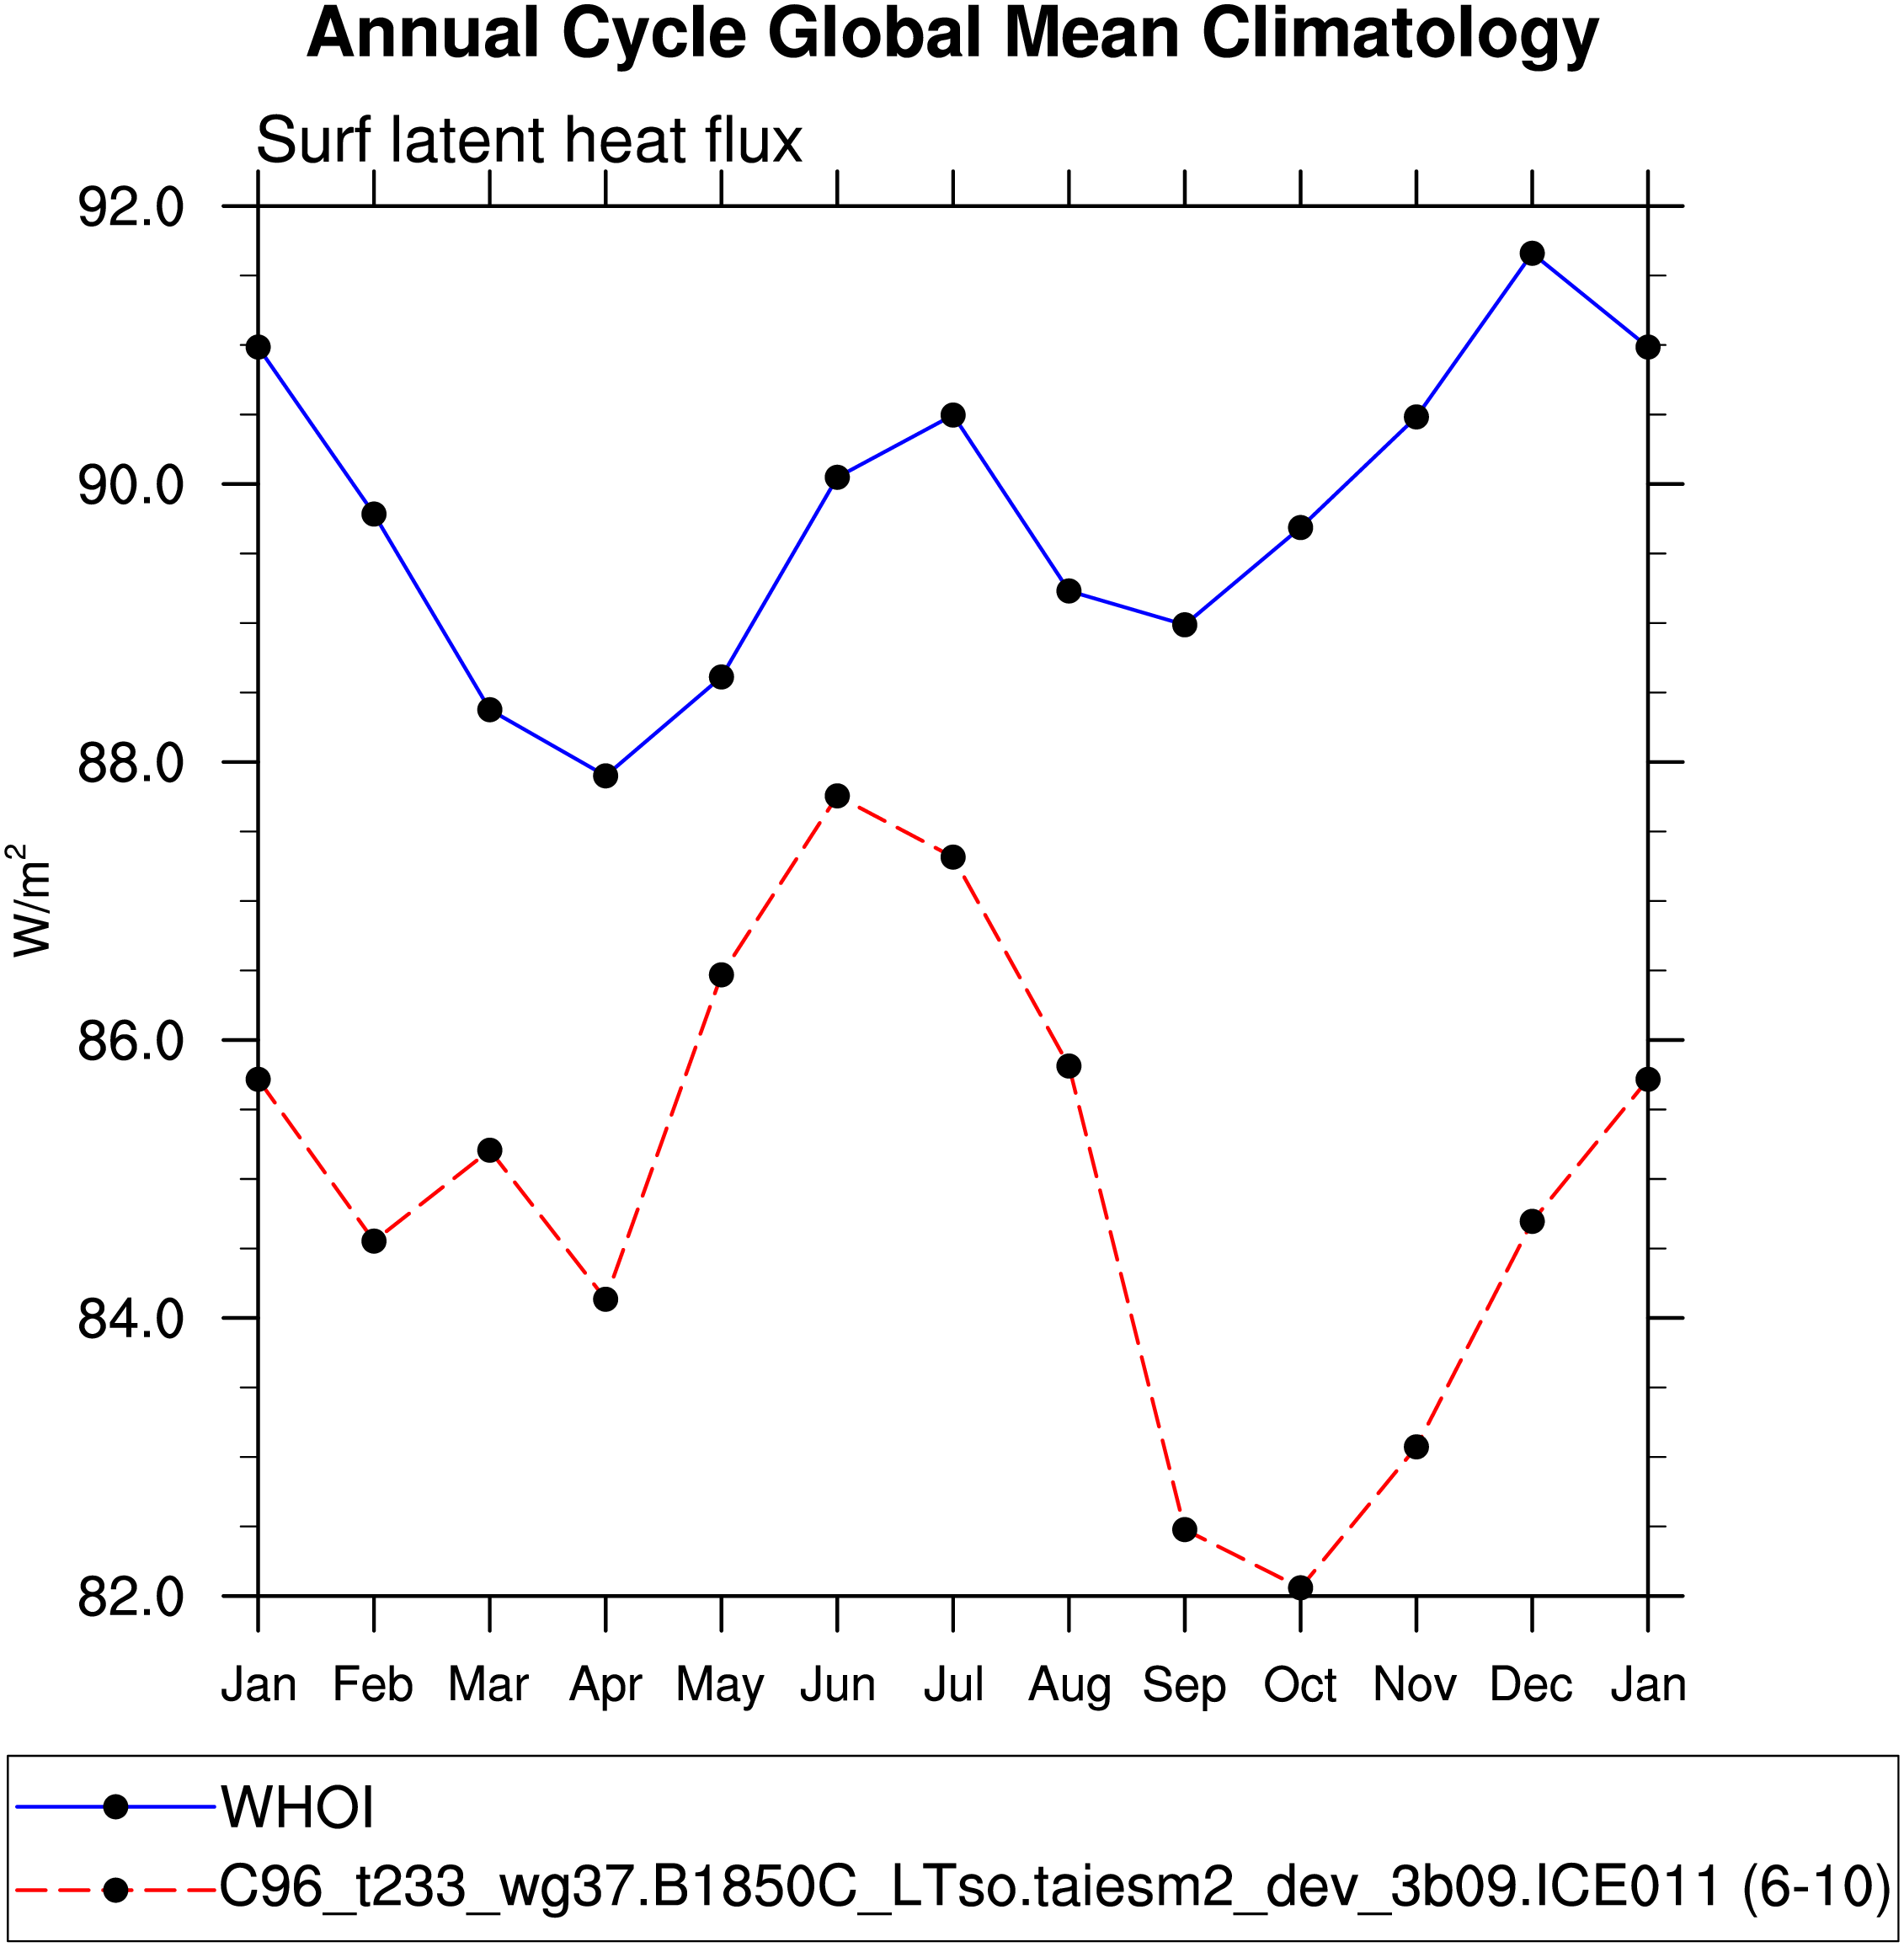 Annual Cycle Global Mean Climatology
Surf latent heat flux
92.0
90.0
88.0
86.0
84.0
82.0
W/m²
Jan Feb Mar Apr May Jun Jul Aug Sep Oct Nov Dec Jan
WHOI
C96_t233_wg37.B1850C_LTso.taiesm2_dev_3b09.ICE011 (6-10)